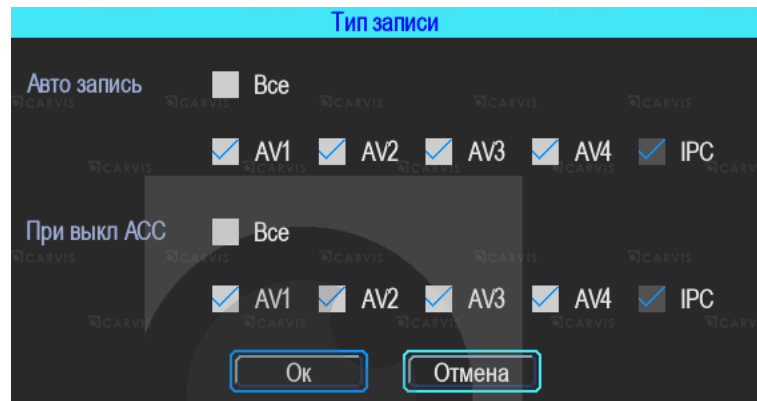 Тип записи
Авто запись Все
AV1 AV2 AV3 AV4 IPC
При выкл АСС Все
AV1 AV2 AV3 AV4 IPC
Ок Отмена
CARVIS